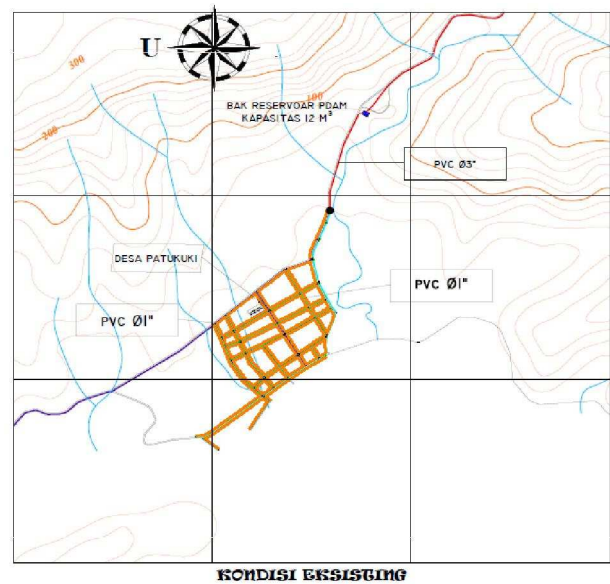 U
300
200
100
BAK RESERVOAR PDAM
KAPASITAS 12 M³
PVC Ø3"
DESA PATUKUKI
PVC Ø1"
PVC Ø1"
KONDISI EKSISTING